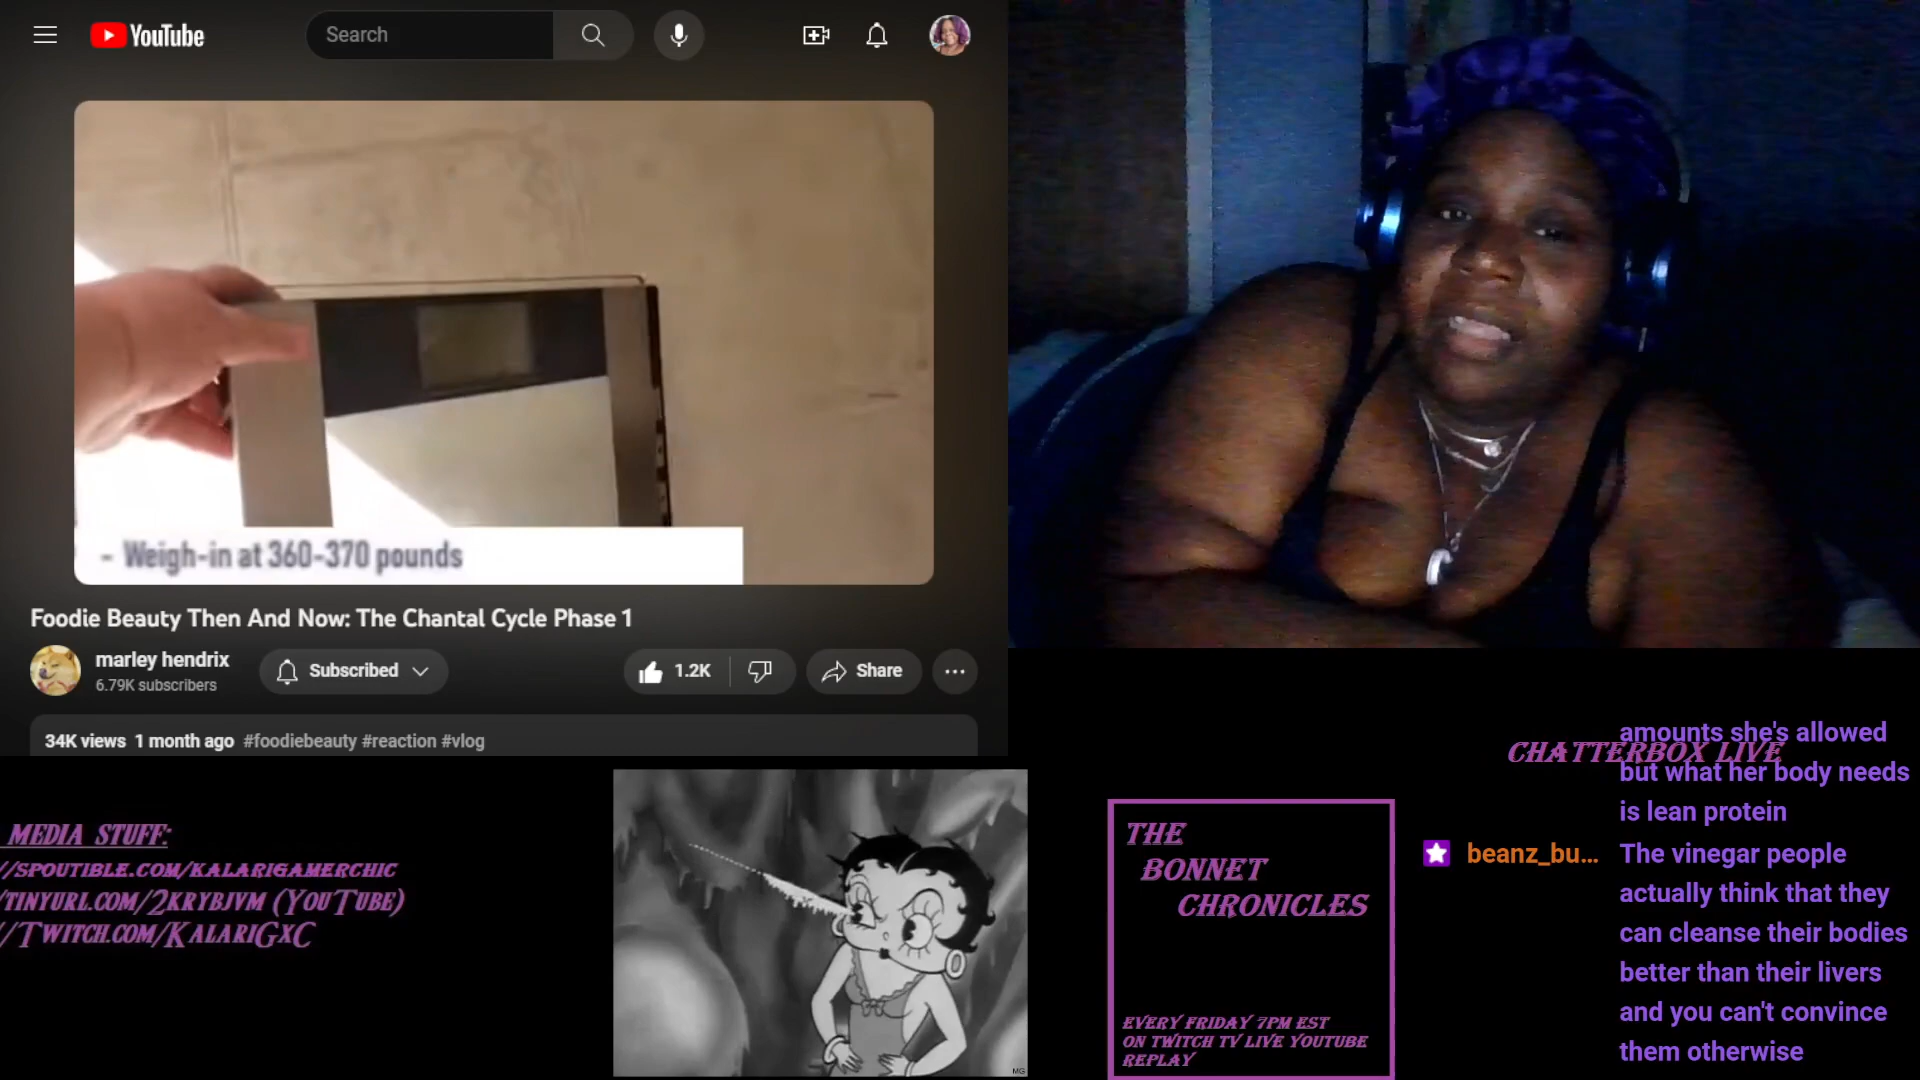 YouTube
Search
- Weigh-in at 360-370 pounds
Foodie Beauty Then And Now: The Chantal Cycle Phase 1
marley hendrix
6.79K subscribers
Subscribed
1.2K
Share
34K views 1 month ago #foodiebeauty #reaction #vlog
MEDIA STUFF:
//SPOUTIBLE.COM/KALARIGAMERCHIC
/TINYURL.COM/2KRYBJVM (YOUTUBE)
//TWITCH.COM/KALARIGXC
MG
THE
BONNET
CHRONICLES
EVERY FRIDAY 7PM EST
ON TWITCH TV LIVE YOUTUBE
REPLAY
CHATTERBOX LIVE
amounts she's allowed
but what her body needs
is lean protein
beanz_bu... The vinegar people
actually think that they
can cleanse their bodies
better than their livers
and you can't convince
them otherwise